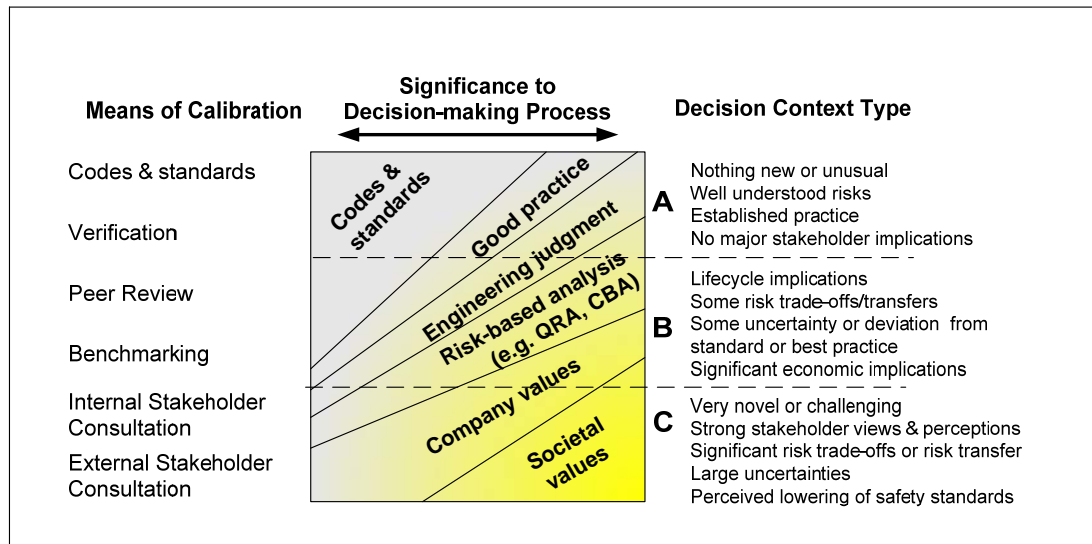 Significance to
Decision-making Process
Means of Calibration
Decision Context Type
Codes & standards
Verification
Peer Review
Benchmarking
Internal Stakeholder
Consultation
External Stakeholder
Consultation
Codes &
standards
Good practice
Engineering judgment
Risk-based analysis
(e.g. QRA, CBA)
Company values
Societal
values
A
Nothing new or unusual
Well understood risks
Established practice
No major stakeholder implications
B
Lifecycle implications
Some risk trade-offs/transfers
Some uncertainty or deviation from
standard or best practice
Significant economic implications
C
Very novel or challenging
Strong stakeholder views & perceptions
Significant risk trade-offs or risk transfer
Large uncertainties
Perceived lowering of safety standards